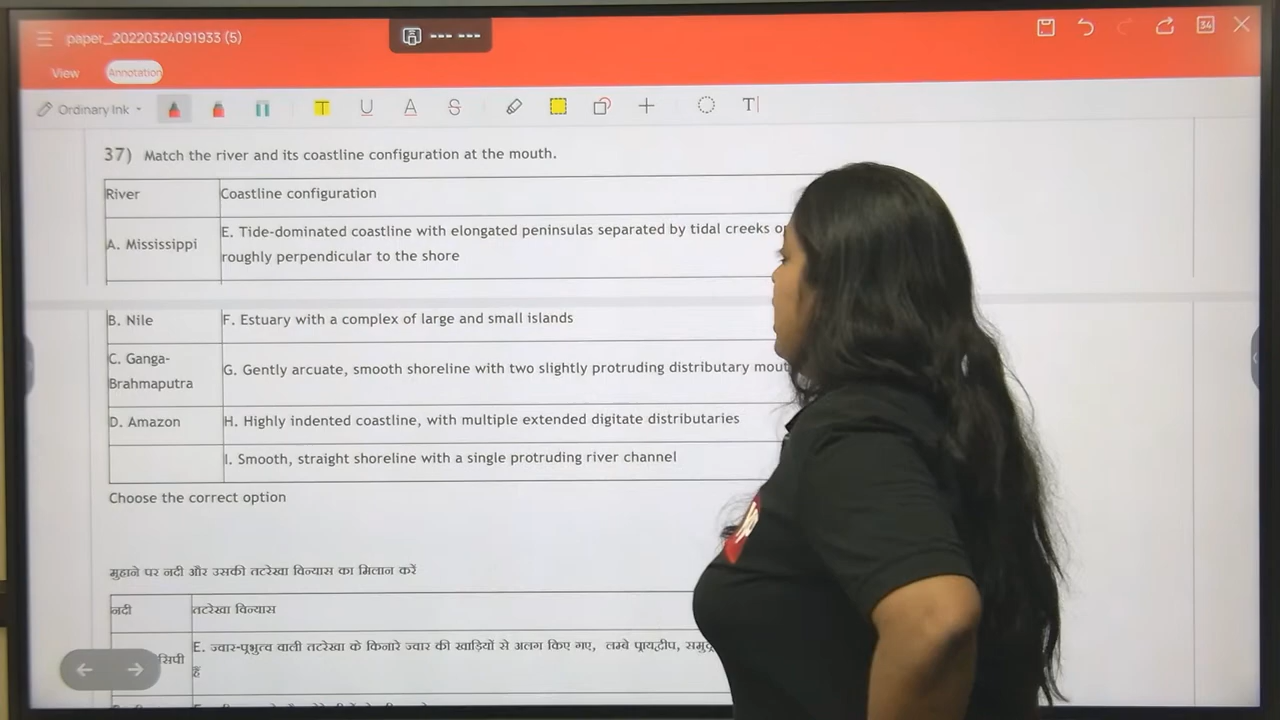 paper_20220324091933 (5)
34
View
Annotation
Ordinary Ink
T
U
A
S
T
37) Match the river and its coastline configuration at the mouth.
River
Coastline configuration
A. Mississippi
E. Tide-dominated coastline with elongated peninsulas separated by tidal creeks
roughly perpendicular to the shore
B. Nile
F. Estuary with a complex of large and small islands
C. Ganga-
Brahmaputra
G. Gently arcuate, smooth shoreline with two slightly protruding distributary
D. Amazon
H. Highly indented coastline, with multiple extended digitate distributaries
I. Smooth, straight shoreline with a single protruding river channel
Choose the correct option
मुहाने पर नदी और उसकी तटरेखा विन्यास का मिलान करें
नदी
तटरेखा विन्यास
E. ज्वार-प्रभुत्व वाली तटरेखा के किनारे ज्वार की खाड़ियों से अलग किए गए, लम्बे प्रायद्वीप,
हैं